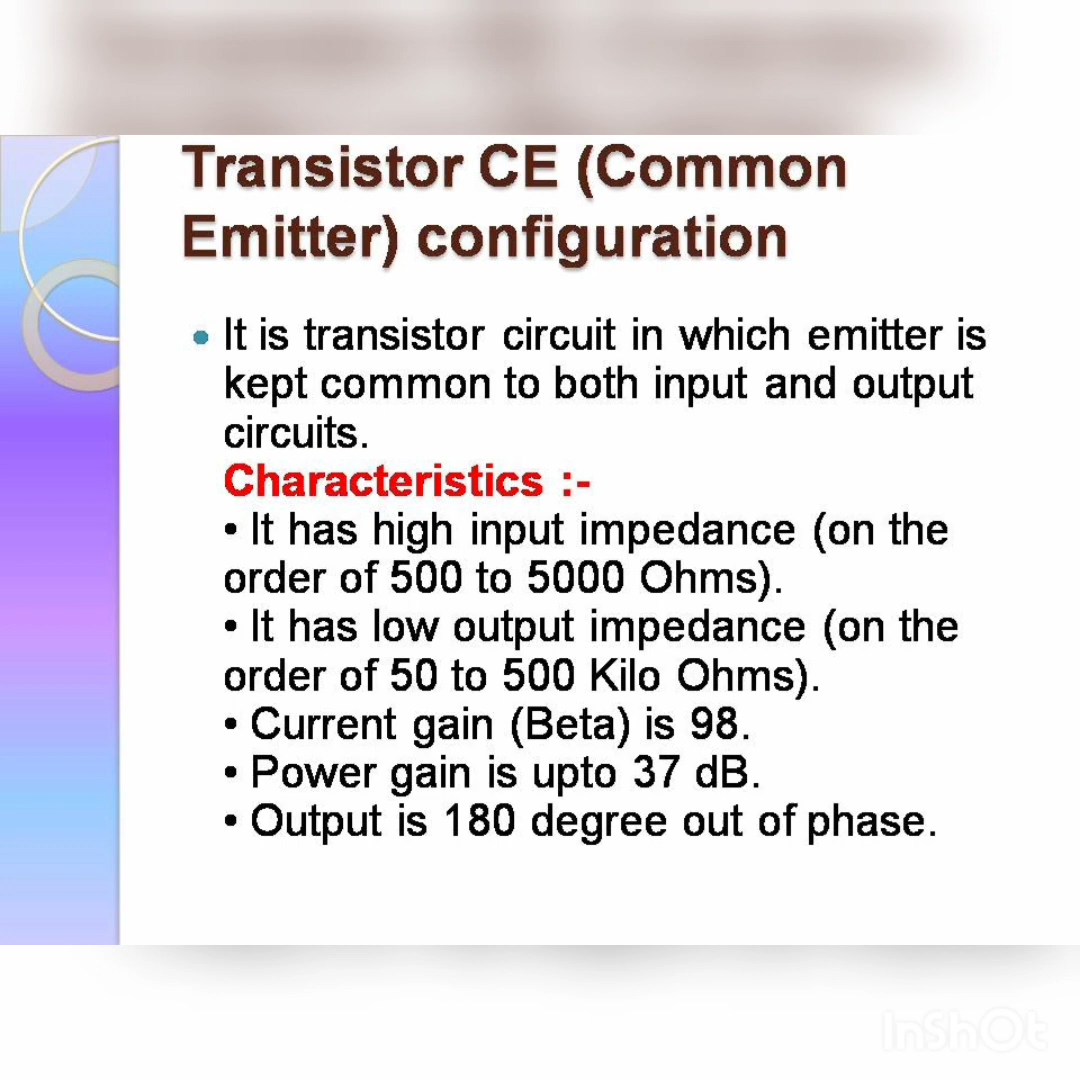 Transistor CE (Common
Emitter) configuration
• It is transistor circuit in which emitter is
kept common to both input and output
circuits.
Characteristics :-
• It has high input impedance (on the
order of 500 to 5000 Ohms).
• It has low output impedance (on the
order of 50 to 500 Kilo Ohms).
• Current gain (Beta) is 98.
• Power gain is upto 37 dB.
• Output is 180 degree out of phase.
InShOt